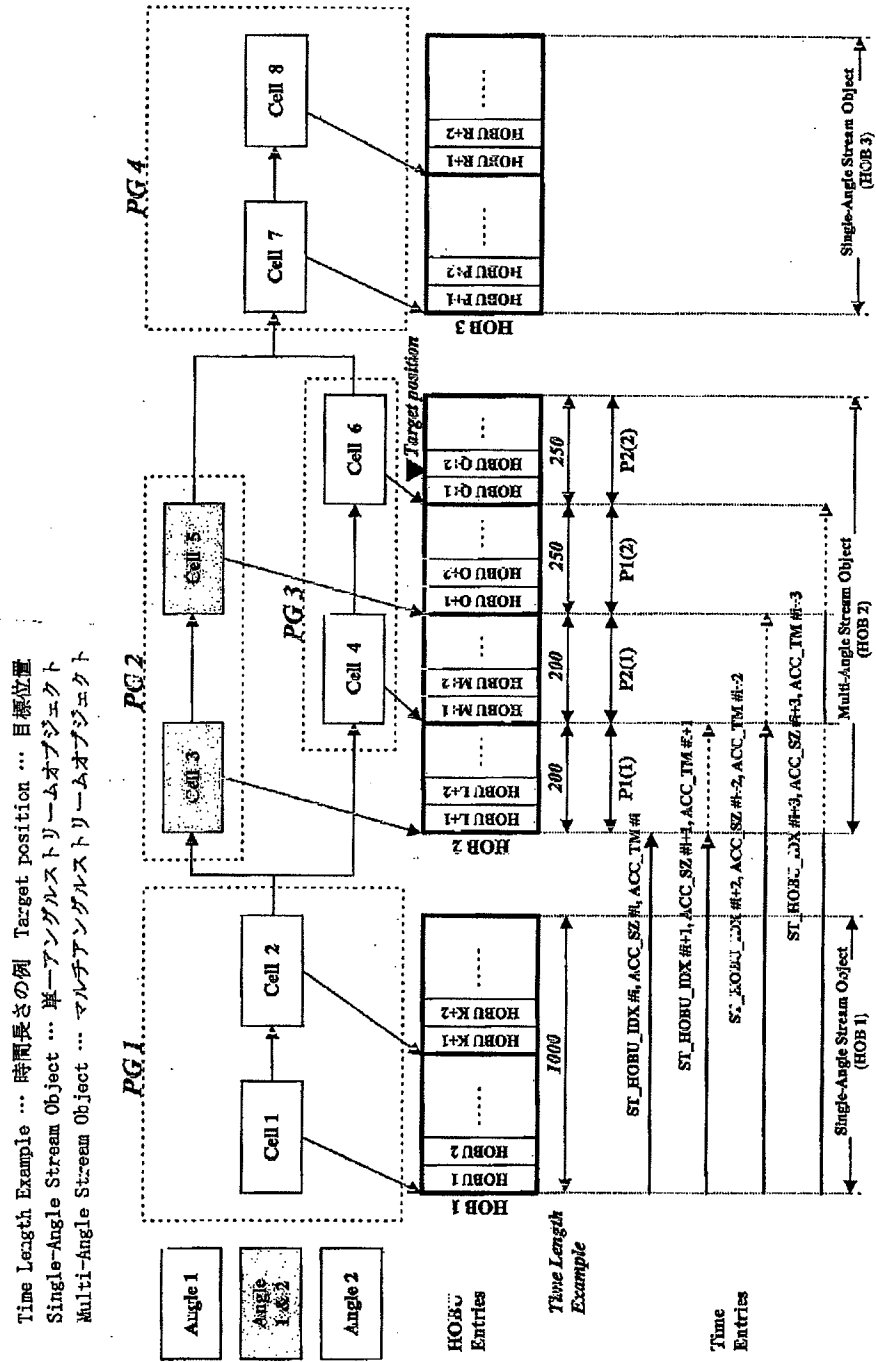 Time Length Example … 時間長さの例 Target position … 目標位置
Single-Angle Stream Object … 単一アングルストリームオブジェクト
Multi-Angle Stream Object … マルチアングルストリームオブジェクト
Angle 1
Angle 1 & 2
Angle 2
PG 1
Cell 1
Cell 2
PG 2
Cell 3
Cell 5
PG 3
Cell 4
Cell 6
PG 4
Cell 7
Cell 8
Target position
HOBU Entries
HOB 1
HOBU 1
HOBU 2
......
HOBU K+1
HOBU K+2
......
HOB 2
HOBU L+1
HOBU L+2
...
HOBU M+1
HOBU M+2
...
HOBU O+1
HOBU O+2
...
HOBU Q+1
HOBU Q+2
...
HOB 3
HOBU P+1
HOBU P+2
......
HOBU R+1
HOBU R+2
......
Time Length Example
1000
200
200
250
250
P1(1)
P2(1)
P1(2)
P2(2)
Time Entries
ST_HOBU_IDX #i, ACC_SZ #i, ACC_TM #i
ST_HOBU_IDX #i+1, ACC_SZ #i+1, ACC_TM #i+1
ST_HOBU_IDX #i+2, ACC_SZ #i+2, ACC_TM #i+2
ST_HOBU_IDX #i+3, ACC_SZ #i+3, ACC_TM #i+3
Single-Angle Stream Object
(HOB 1)
Multi-Angle Stream Object
(HOB 2)
Single-Angle Stream Object
(HOB 3)